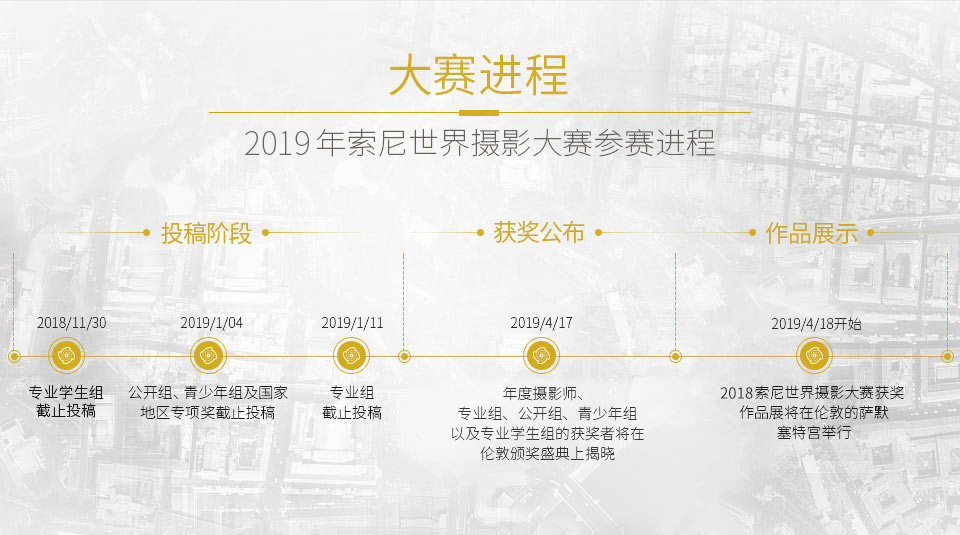 大赛进程
2019年索尼世界摄影大赛参赛进程
投稿阶段
获奖公布
作品展示
2018/11/30
2019/1/04
2019/1/11
2019/4/17
2019/4/18开始
专业学生组
截止投稿
公开组、青少年组及国家
地区专项奖截止投稿
专业组
截止投稿
年度摄影师、
专业组、公开组、青少年组
以及专业学生组的获奖者将在
伦敦颁奖盛典上揭晓
2018索尼世界摄影大赛获奖
作品展将在伦敦的萨默
塞特宫举行